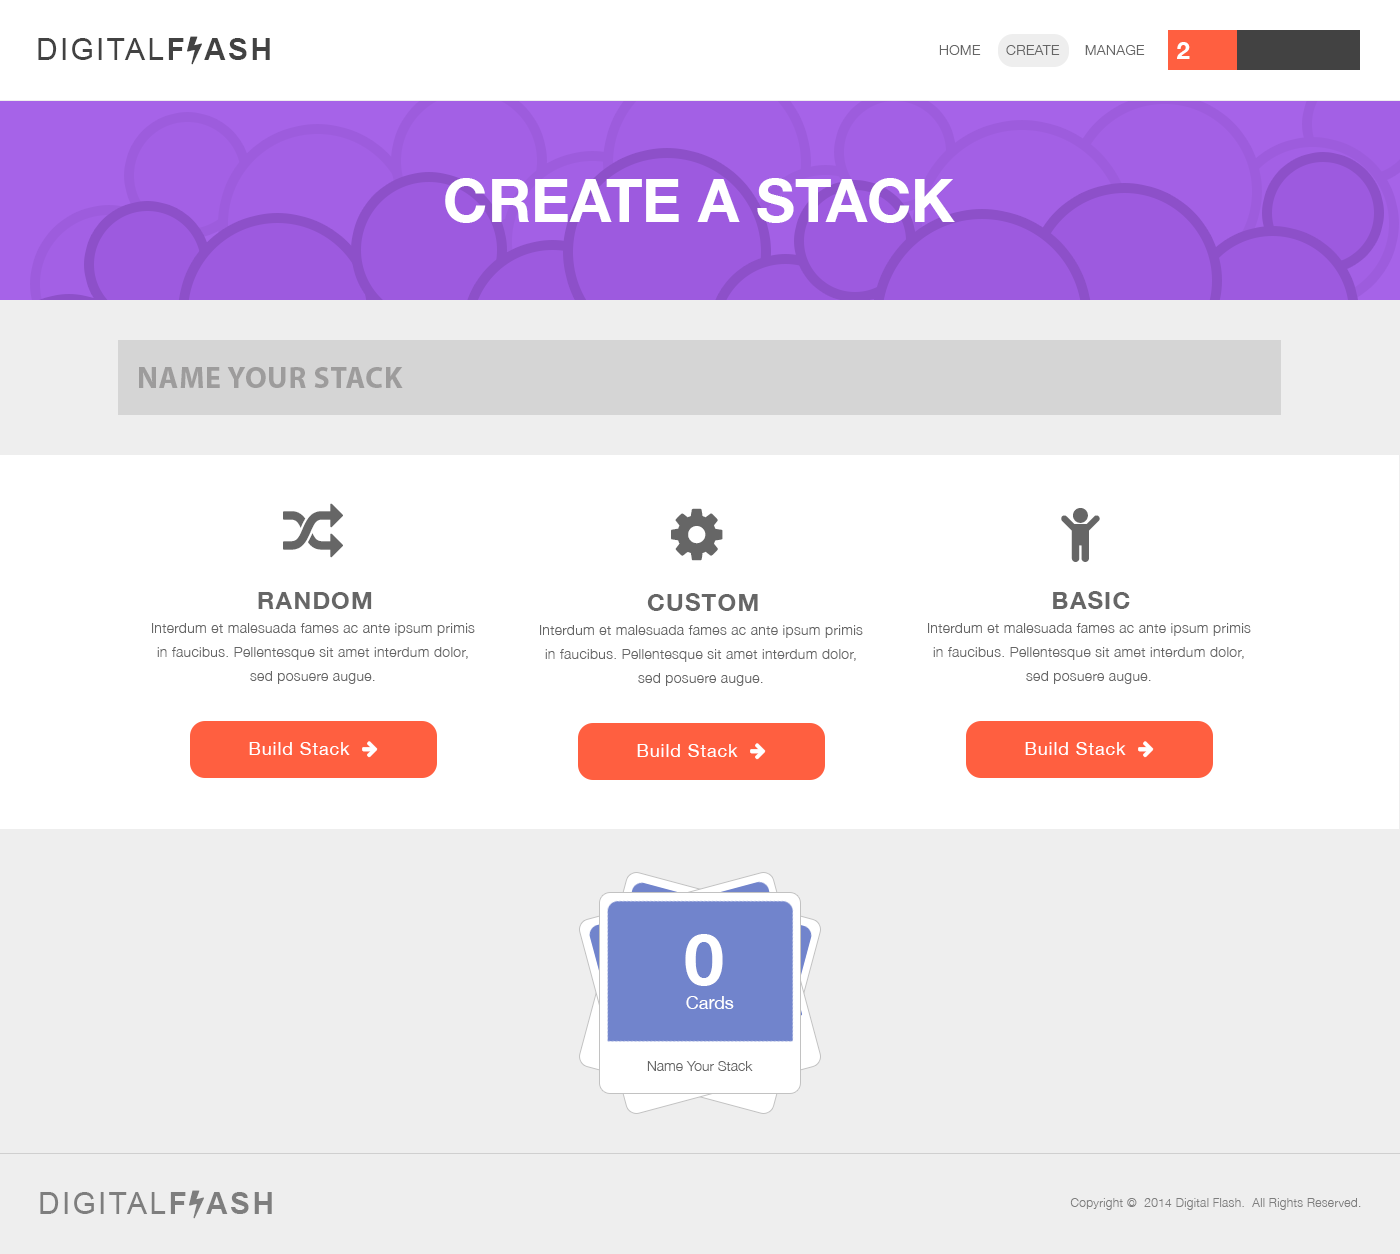 DIGITALFLASH
HOME CREATE MANAGE 2
CREATE A STACK
NAME YOUR STACK
RANDOM
Interdum et malesuada fames ac ante ipsum primis
in faucibus. Pellentesque sit amet interdum dolor,
sed posuere augue.
Build Stack
CUSTOM
Interdum et malesuada fames ac ante ipsum primis
in faucibus. Pellentesque sit amet interdum dolor,
sed posuere augue.
Build Stack
BASIC
Interdum et malesuada fames ac ante ipsum primis
in faucibus. Pellentesque sit amet interdum dolor,
sed posuere augue.
Build Stack
0
Cards
Name Your Stack
DIGITALFLASH
Copyright © 2014 Digital Flash. All Rights Reserved.